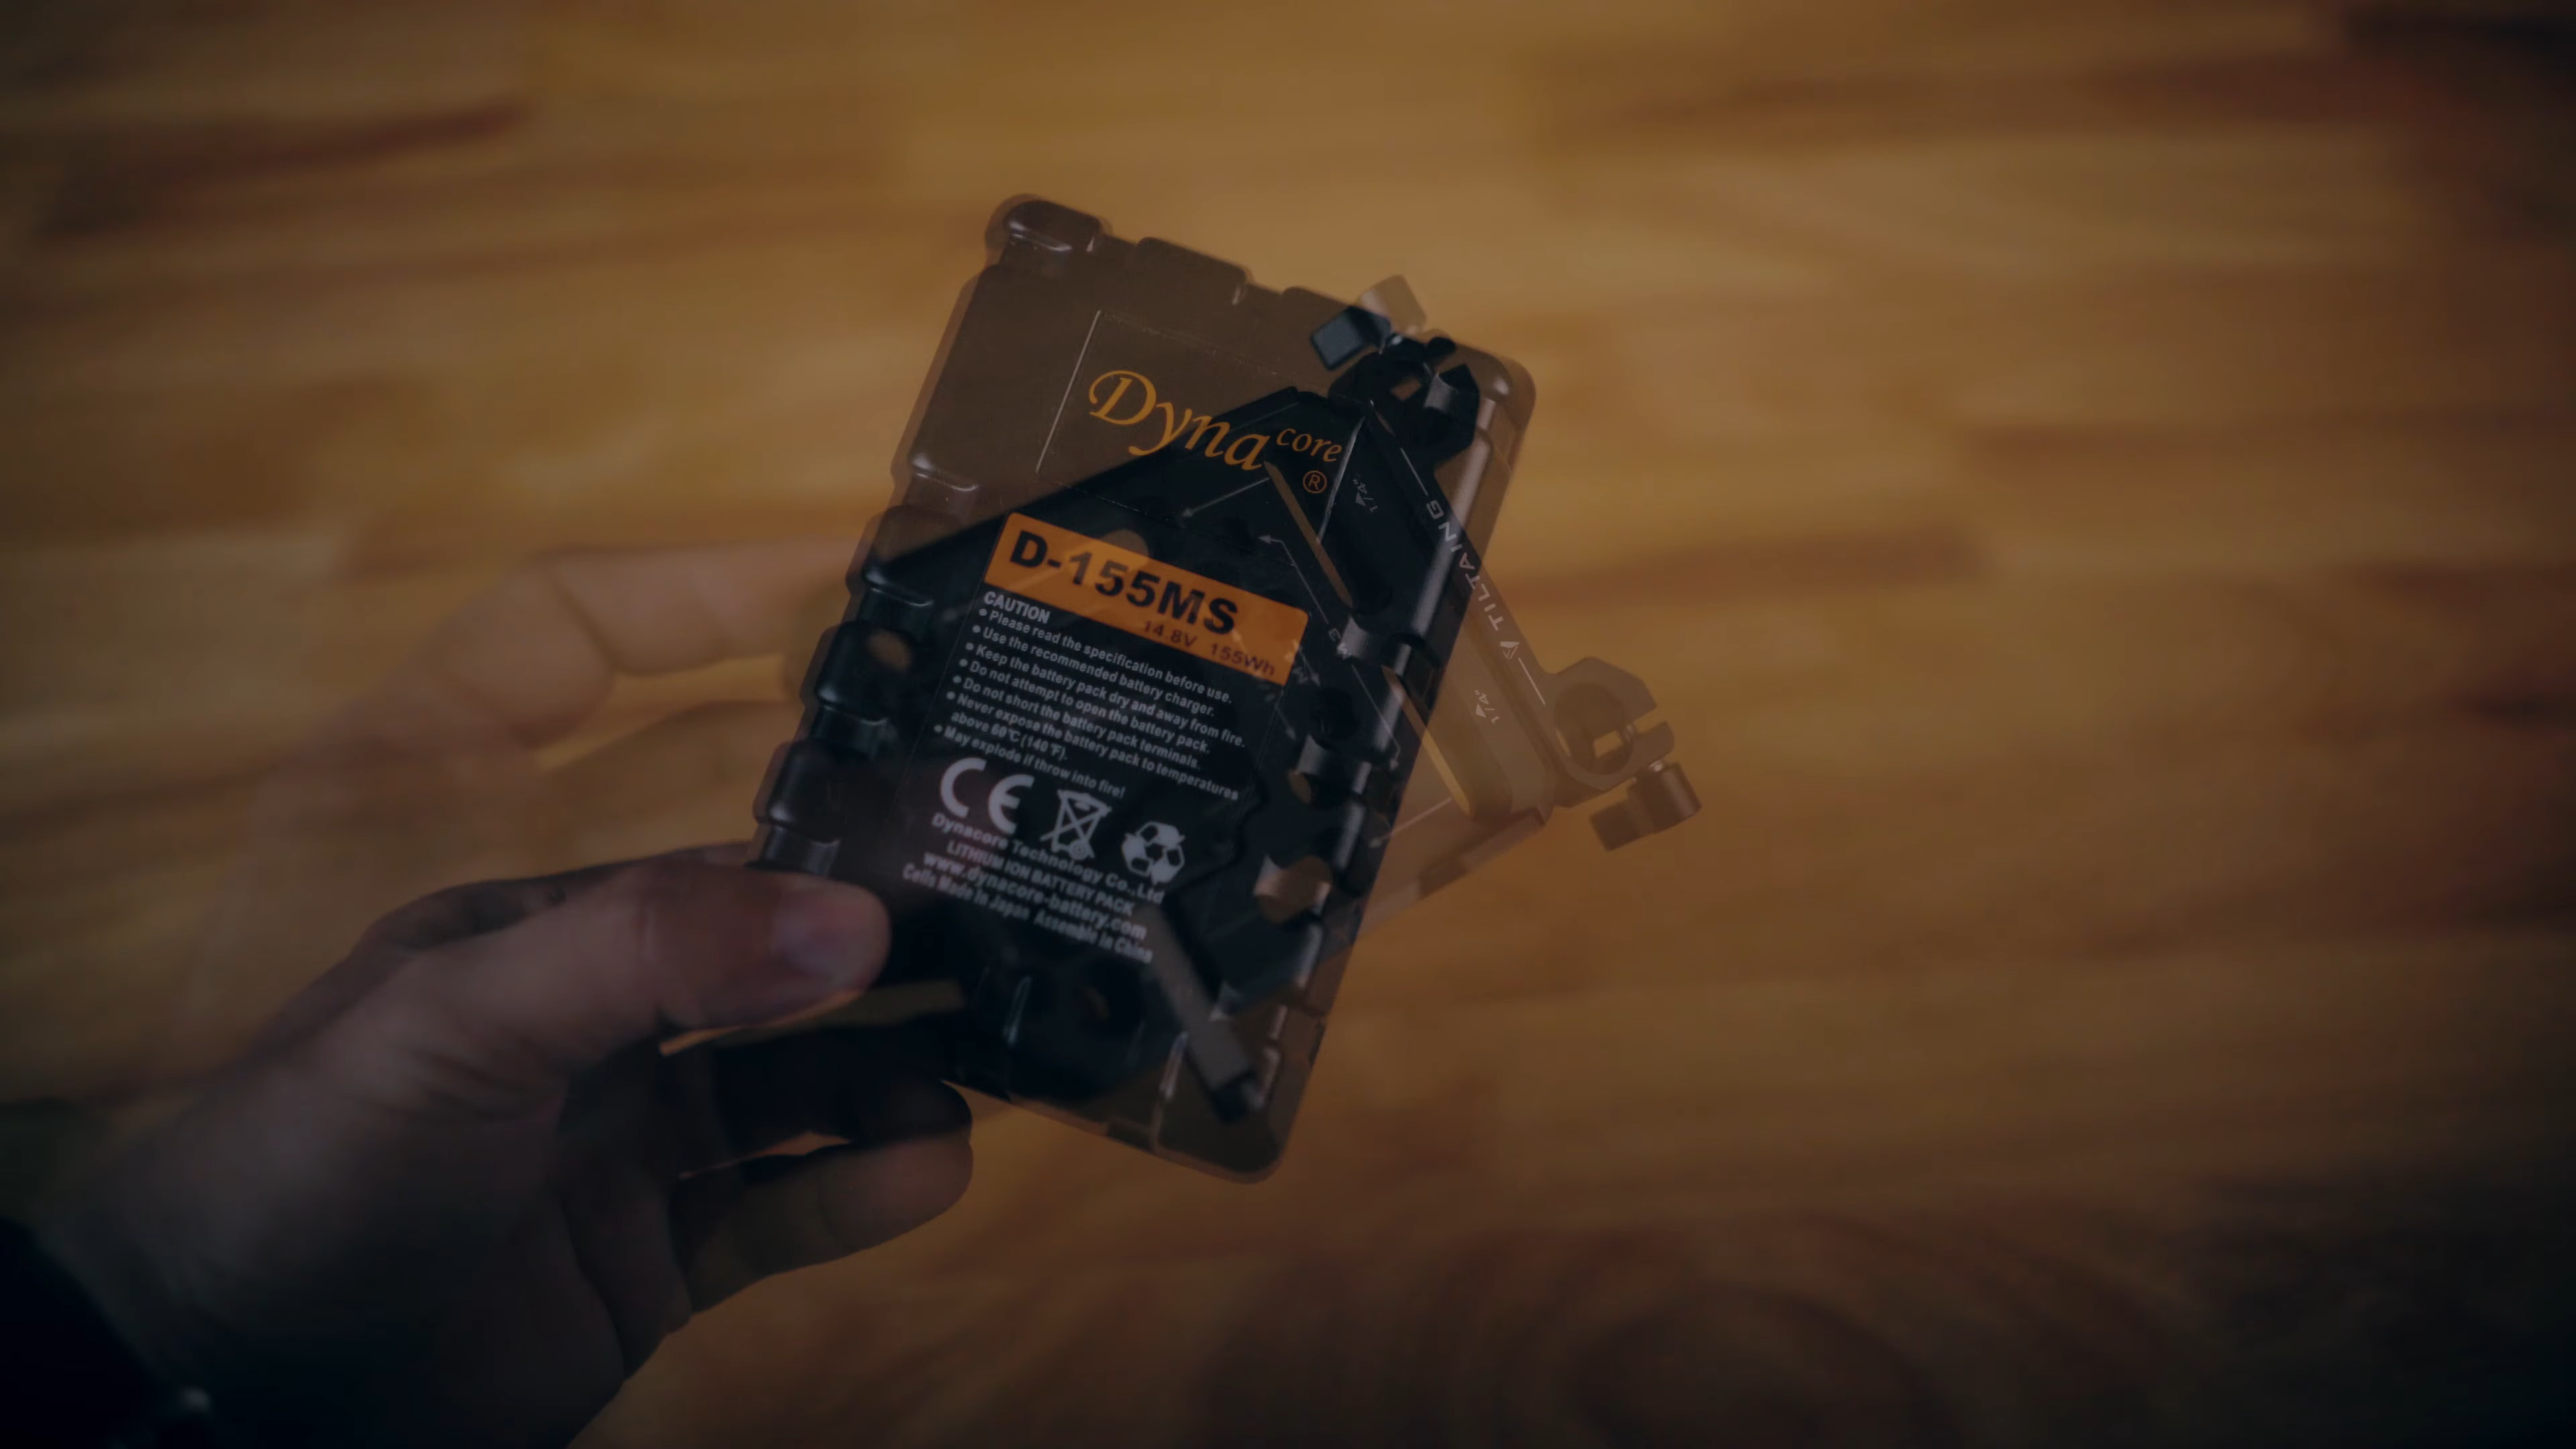 Dynacore®
D-155MS
14.8V 155Wh
CAUTION
• Please read the specification before use.
• Use the recommended battery charger.
• Keep the battery pack dry and away from fire.
• Do not attempt to open the battery pack.
• Do not short the battery pack terminals.
• Never expose the battery pack to temperatures
above 60℃ (140℉).
• May explode if throw into fire!
CE
Dynacore Technology Co.,Ltd
LITHIUM ION BATTERY PACK
www.dynacore-battery.com
Cells Made In Japan Assemble In China
1/4"
TILTAING
1/4"